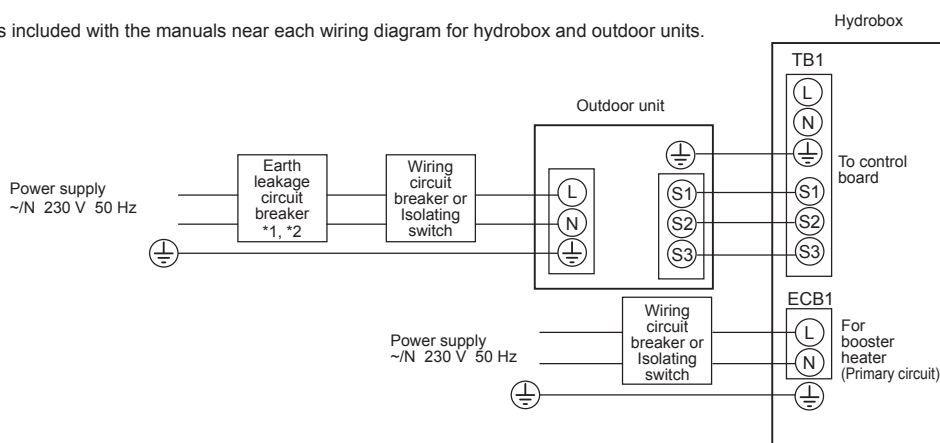 s included with the manuals near each wiring diagram for hydrobox and outdoor units.
Hydrobox
TB1
L
N
To control
board
S1
S2
S3
Outdoor unit
Power supply
~/N 230 V 50 Hz
Earth
leakage
circuit
breaker
*1, *2
Wiring
circuit
breaker or
Isolating
switch
L
N
S1
S2
S3
Power supply
~/N 230 V 50 Hz
Wiring
circuit
breaker or
Isolating
switch
ECB1
L
N
For
booster
heater
(Primary circuit)